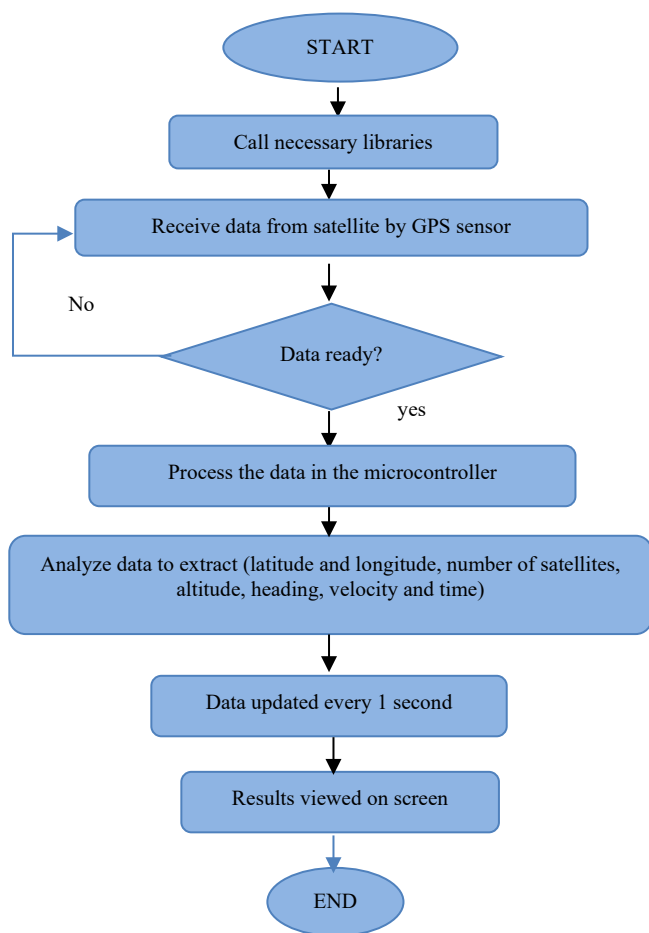 START
Call necessary libraries
Receive data from satellite by GPS sensor
No
Data ready?
yes
Process the data in the microcontroller
Analyze data to extract (latitude and longitude, number of satellites,
altitude, heading, velocity and time)
Data updated every 1 second
Results viewed on screen
END